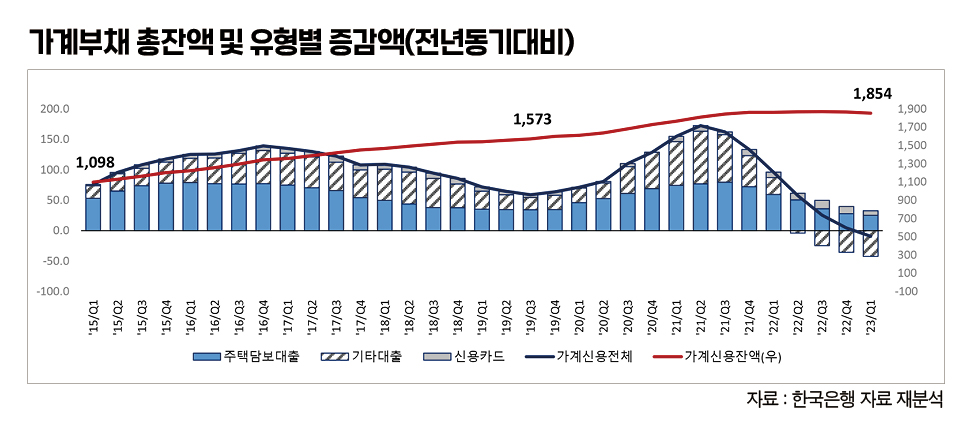 가계부채 총잔액 및 유형별 증감액(전년동기대비)
1,854
200.0 1,573 1,900
150.0 1,098 1,700
1,500
100.0 1,300
1,100
50.0 900
0.0 700
500
-50.0 300
100
-100.0 -100
'15/Q1 '15/Q2 '15/Q3 '15/Q4 '16/Q1 '16/Q2 '16/Q3 '16/Q4 '17/Q1 '17/Q2 '17/Q3 '17/Q4 '18/Q1 '18/Q2 '18/Q3 '18/Q4 '19/Q1 '19/Q2 '19/Q3 '19/Q4 '20/Q1 '20/Q2 '20/Q3 '20/Q4 '21/Q1 '21/Q2 '21/Q3 '21/Q4 '22/Q1 '22/Q2 '22/Q3 '22/Q4 '23/Q1
주택담보대출 기타대출 신용카드 가계신용전체 가계신용잔액(우)
자료 : 한국은행 자료 재분석